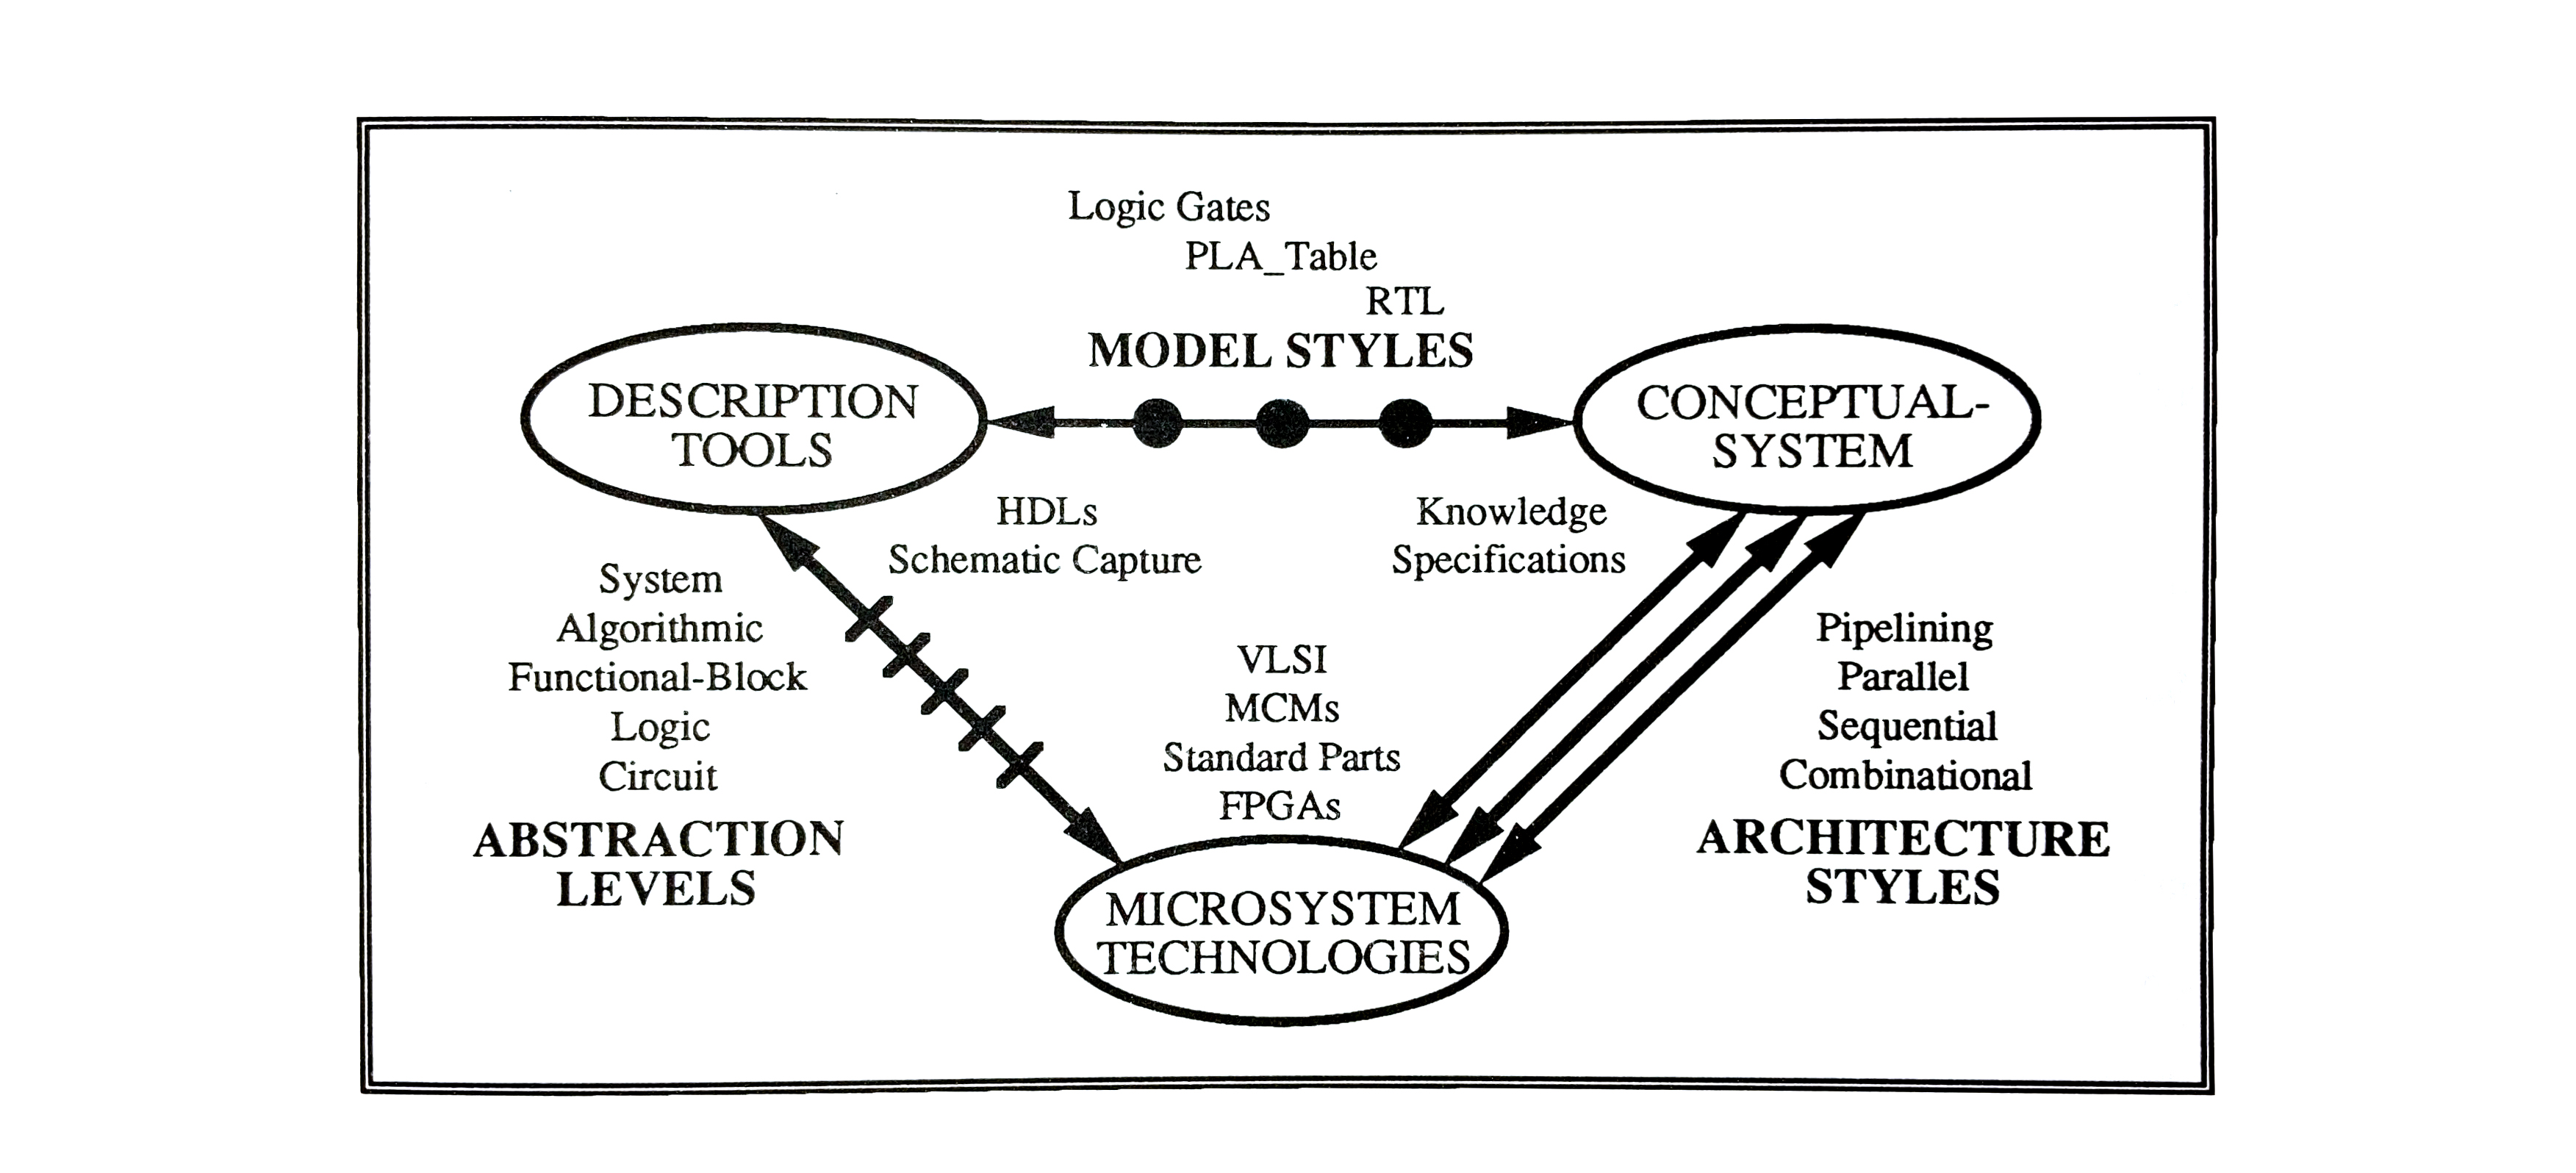 Logic Gates
PLA_Table
RTL
MODEL STYLES
DESCRIPTION
TOOLS
CONCEPTUAL-
SYSTEM
HDLs
Schematic Capture
Knowledge
Specifications
System
Algorithmic
Functional-Block
Logic
Circuit
ABSTRACTION
LEVELS
VLSI
MCMs
Standard Parts
FPGAs
Pipelining
Parallel
Sequential
Combinational
ARCHITECTURE
STYLES
MICROSYSTEM
TECHNOLOGIES